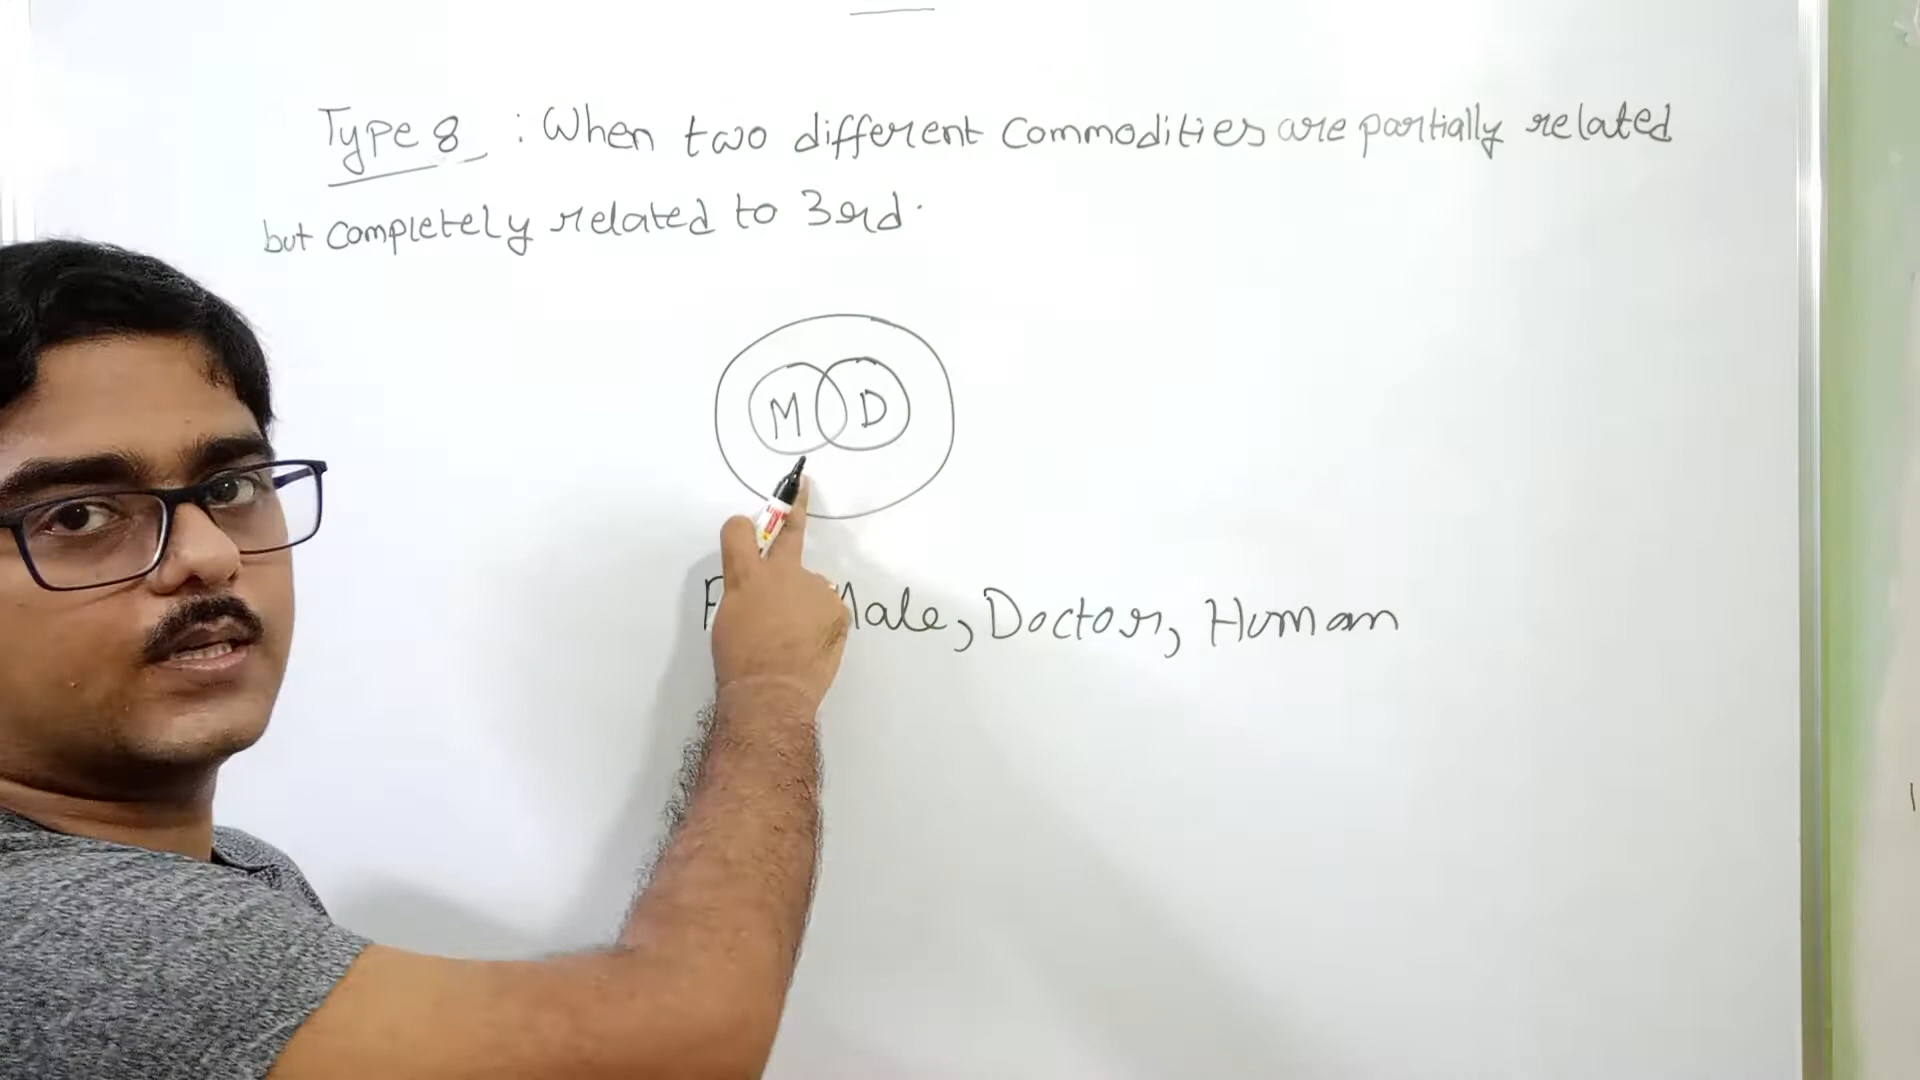 Type 8 : When two different Commodities are partially related
but completely related to 3rd.
M D
Male, Doctor, Human